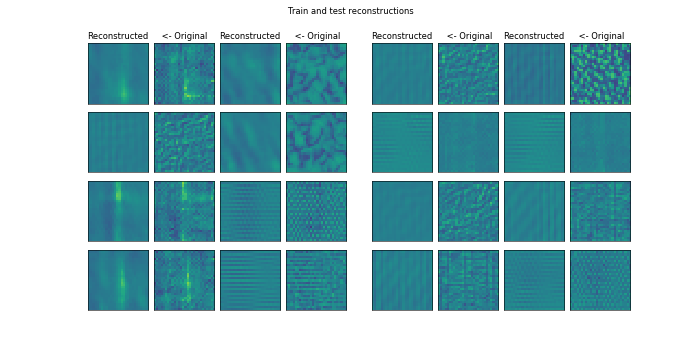 Train and test reconstructions
Reconstructed <- Original Reconstructed <- Original Reconstructed <- Original Reconstructed <- Original